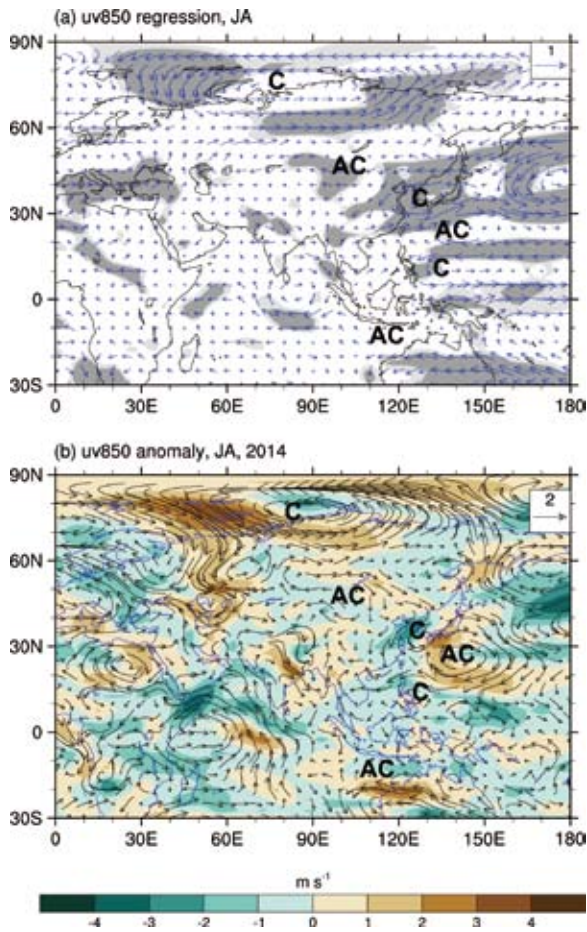 (a) uv850 regression, JA
90N
1
C
60N
AC
30N
C
AC
C
0
AC
30S
0 30E 60E 90E 120E 150E 180
(b) uv850 anomaly, JA, 2014
90N
2
C
60N
AC
C
30N
AC
C
0
AC
30S
0 30E 60E 90E 120E 150E 180
m s⁻¹
-4 -3 -2 -1 0 1 2 3 4